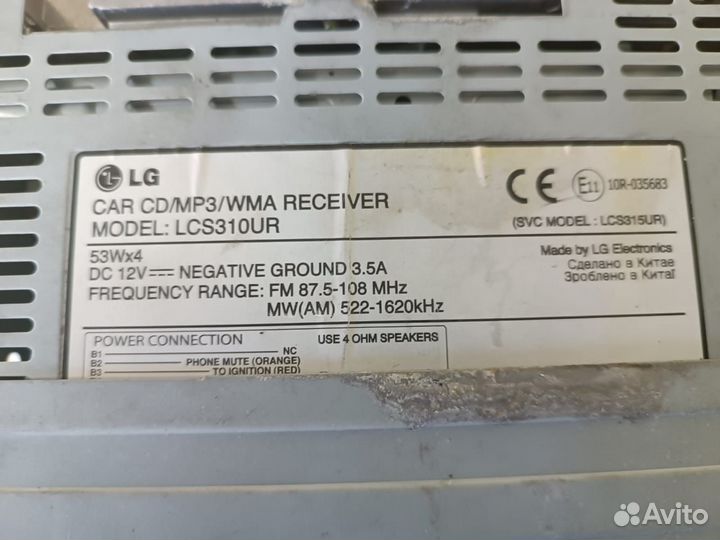 LG
CAR CD/MP3/WMA RECEIVER
MODEL: LCS310UR
CE E11 10R-035683
(SVC MODEL : LCS315UR)
53Wx4
DC 12V NEGATIVE GROUND 3.5A
FREQUENCY RANGE: FM 87.5-108 MHz
MW(AM) 522-1620kHz
Made by LG Electronics
Сделано в Китае
Зроблено в Китаї
POWER CONNECTION USE 4 OHM SPEAKERS
B1 NC
B2 PHONE MUTE (ORANGE)
B3 TO IGNITION (RED)
Avito